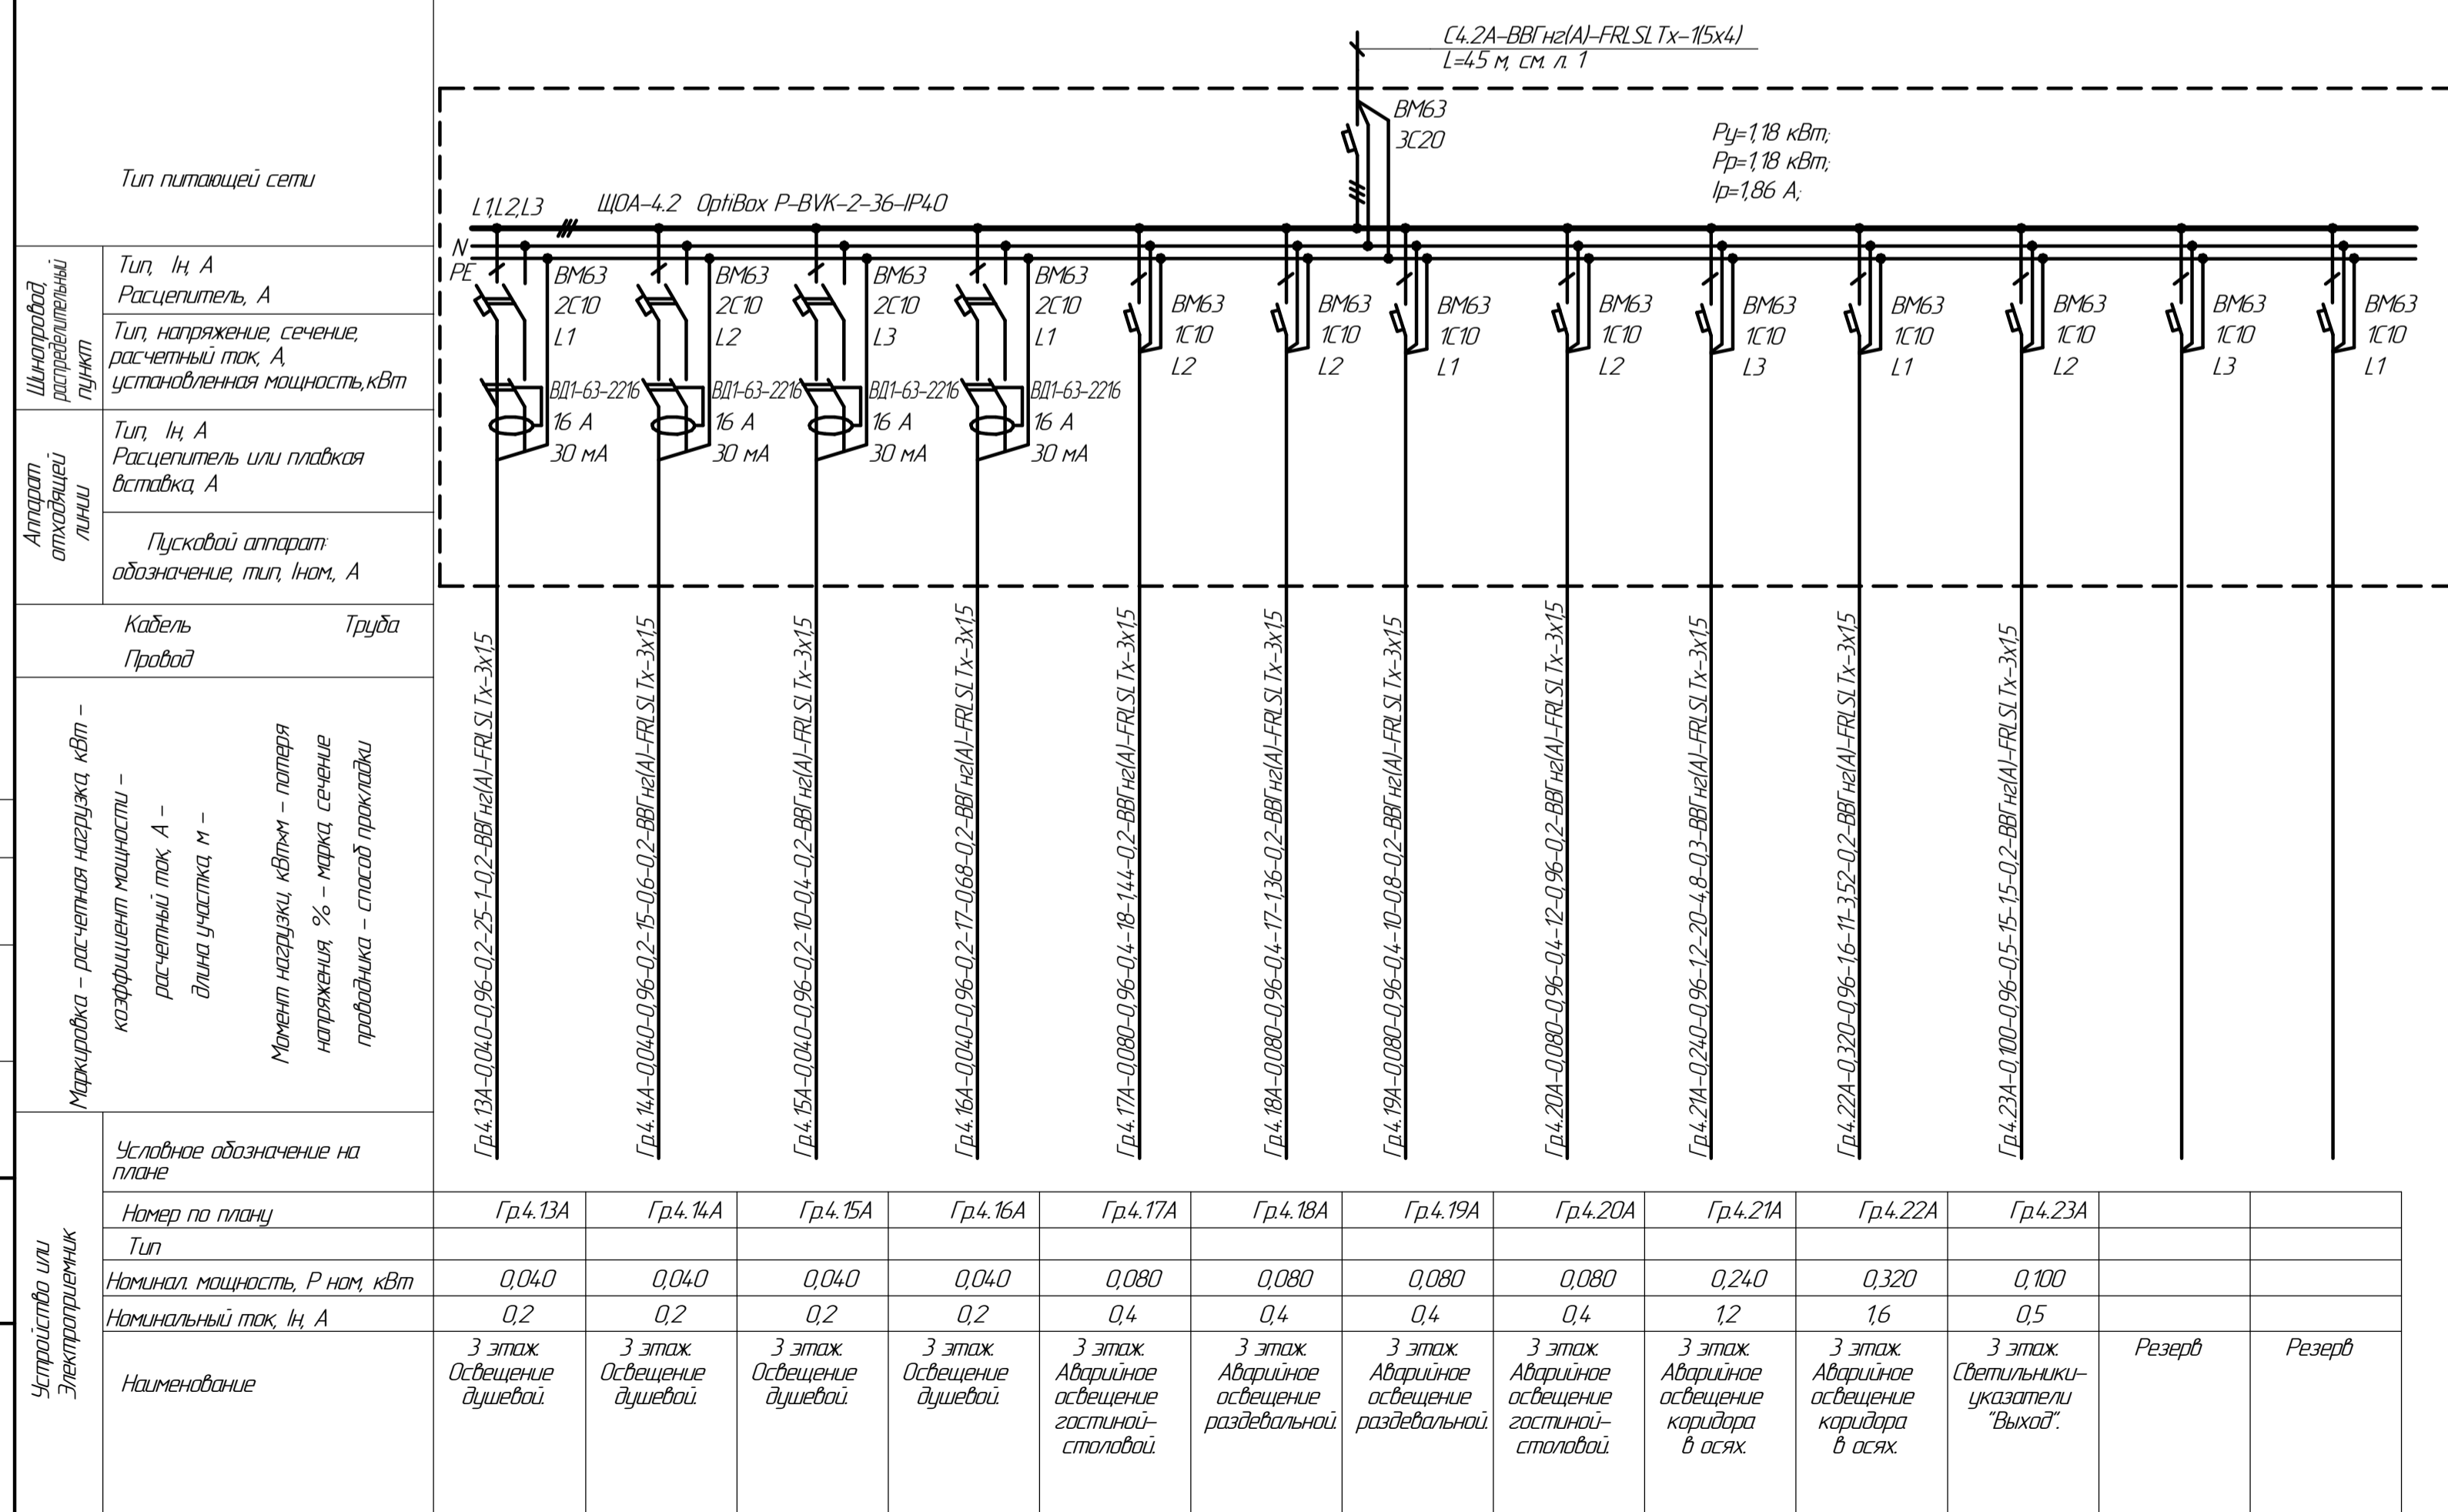 С4.2А-ВВГнг(А)-FRLSLTx-1(5х4)
L=45 м, см. л. 1
ВМ63
3С20
Ру=1,18 кВт;
Рр=1,18 кВт;
Iр=1,86 А;
Тип питающей сети
L1,L2,L3
ЩОА-4.2 OptiBox P-BVK-2-36-IP40
N
PE
Шинопровод,
распределительный
пункт
Тип, Iн, А
Расцепитель, А
Тип, напряжение, сечение,
расчетный ток, А,
установленная мощность,кВт
Аппарат
отходящей
линии
Тип, Iн, А
Расцепитель или плавкая
вставка, А
Пусковой аппарат:
обозначение, тип, Iном., А
ВМ63
2С10
L1
ВД1-63-2216
16 А
30 мА
ВМ63
2С10
L2
ВД1-63-2216
16 А
30 мА
ВМ63
2С10
L3
ВД1-63-2216
16 А
30 мА
ВМ63
2С10
L1
ВД1-63-2216
16 А
30 мА
ВМ63
1С10
L2
ВМ63
1С10
L2
ВМ63
1С10
L1
ВМ63
1С10
L2
ВМ63
1С10
L3
ВМ63
1С10
L1
ВМ63
1С10
L2
ВМ63
1С10
L3
ВМ63
1С10
L1
Кабель Труба
Провод
Маркировка - расчетная нагрузка, кВт -
коэффициент мощности -
расчетный ток, А -
длина участка, м -
Момент нагрузки, кВт×м - потеря
напряжения, % - марка, сечение
проводника - способ прокладки
Гр.4.13А-0,040-0,96-0,2-25-1-0,2-ВВГнг(А)-FRLSLTx-3х1,5
Гр.4.14А-0,040-0,96-0,2-15-0,6-0,2-ВВГнг(А)-FRLSLTx-3х1,5
Гр.4.15А-0,040-0,96-0,2-10-0,4-0,2-ВВГнг(А)-FRLSLTx-3х1,5
Гр.4.16А-0,040-0,96-0,2-17-0,68-0,2-ВВГнг(А)-FRLSLTx-3х1,5
Гр.4.17А-0,080-0,96-0,4-18-1,44-0,2-ВВГнг(А)-FRLSLTx-3х1,5
Гр.4.18А-0,080-0,96-0,4-17-1,36-0,2-ВВГнг(А)-FRLSLTx-3х1,5
Гр.4.19А-0,080-0,96-0,4-10-0,8-0,2-ВВГнг(А)-FRLSLTx-3х1,5
Гр.4.20А-0,080-0,96-0,4-12-0,96-0,2-ВВГнг(А)-FRLSLTx-3х1,5
Гр.4.21А-0,240-0,96-1,2-20-4,8-0,3-ВВГнг(А)-FRLSLTx-3х1,5
Гр.4.22А-0,320-0,96-1,6-11-3,52-0,2-ВВГнг(А)-FRLSLTx-3х1,5
Гр.4.23А-0,100-0,96-0,5-15-1,5-0,2-ВВГнг(А)-FRLSLTx-3х1,5
Устройство или
Электроприемник
Условное обозначение на
плане
Номер по плану Гр.4.13А Гр.4.14А Гр.4.15А Гр.4.16А Гр.4.17А Гр.4.18А Гр.4.19А Гр.4.20А Гр.4.21А Гр.4.22А Гр.4.23А
Тип
Номинал. мощность, Р ном, кВт 0,040 0,040 0,040 0,040 0,080 0,080 0,080 0,080 0,240 0,320 0,100
Номинальный ток, Iн, А 0,2 0,2 0,2 0,2 0,4 0,4 0,4 0,4 1,2 1,6 0,5
Наименование
3 этаж.
Освещение
душевой.
3 этаж.
Освещение
душевой.
3 этаж.
Освещение
душевой.
3 этаж.
Освещение
душевой.
3 этаж.
Аварийное
освещение
гостиной-
столовой.
3 этаж.
Аварийное
освещение
раздевальной.
3 этаж.
Аварийное
освещение
раздевальной.
3 этаж.
Аварийное
освещение
гостиной-
столовой.
3 этаж.
Аварийное
освещение
коридора
в осях.
3 этаж.
Аварийное
освещение
коридора
в осях.
3 этаж.
Светильники-
указатели
"Выход".
Резерв
Резерв